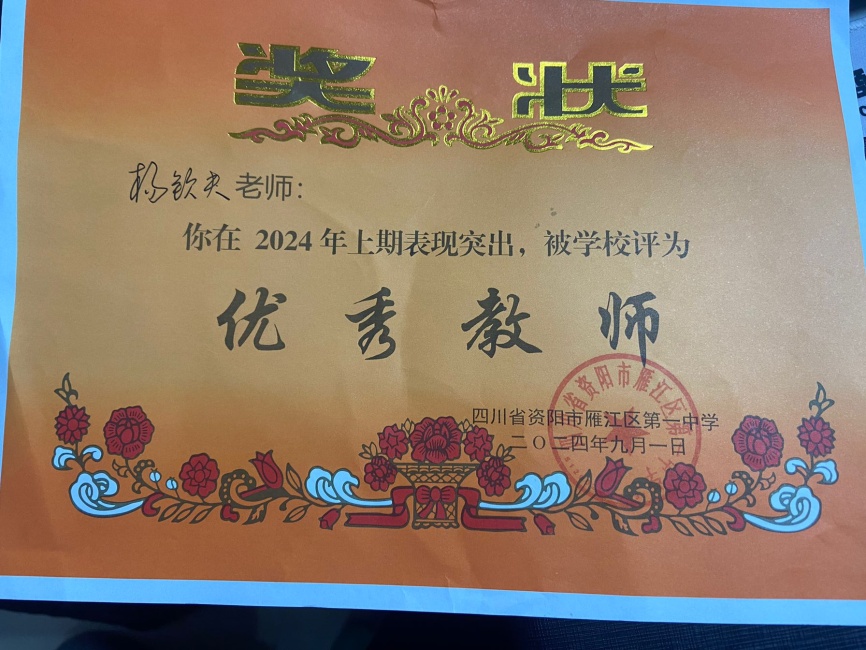 奖状
杨钦夫老师：
你在 2024 年上期表现突出，被学校评为
优秀教师
四川省资阳市雁江区第一中学
二〇二四年九月一日